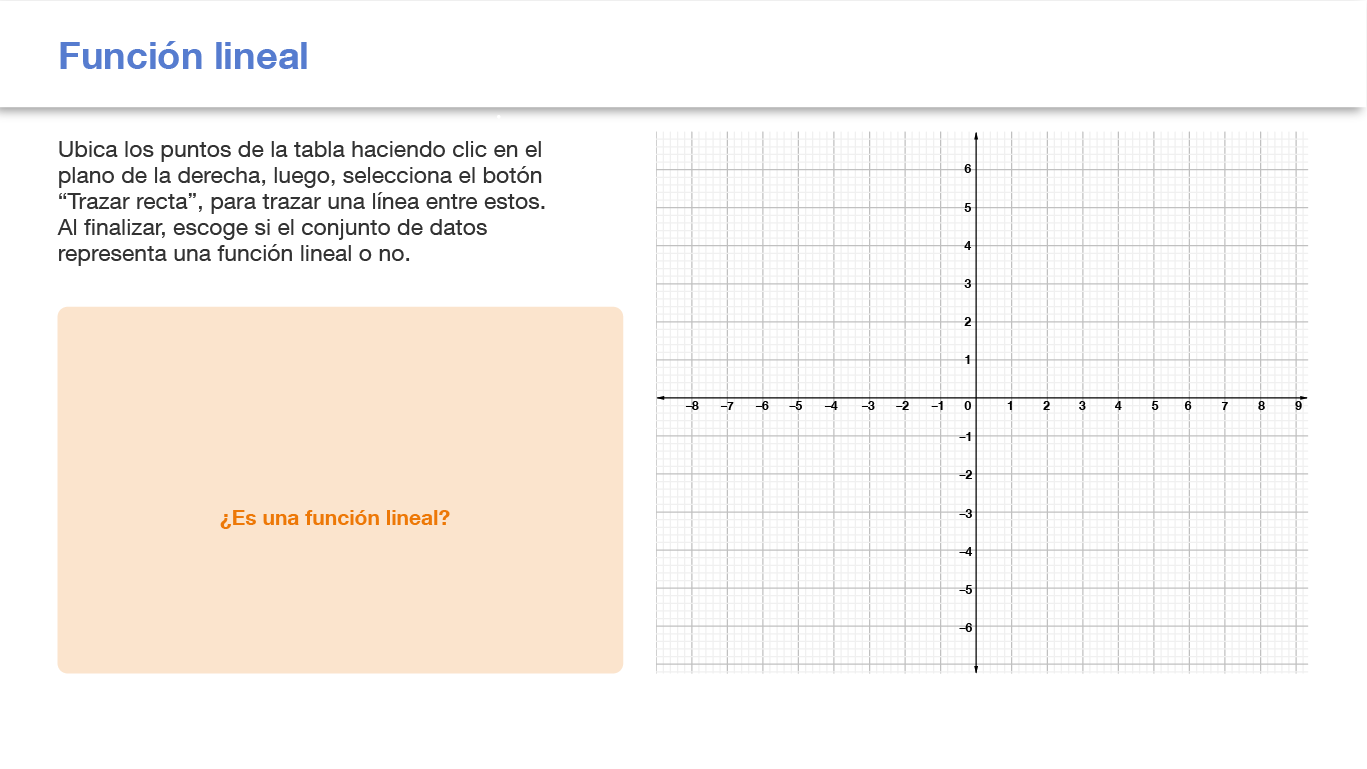 Función lineal
Ubica los puntos de la tabla haciendo clic en el
plano de la derecha, luego, selecciona el botón
“Trazar recta”, para trazar una línea entre estos.
Al finalizar, escoge si el conjunto de datos
representa una función lineal o no.
¿Es una función lineal?
6
5
4
3
2
1
–8 –7 –6 –5 –4 –3 –2 –1 0 1 2 3 4 5 6 7 8 9
–1
–2
–3
–4
–5
–6